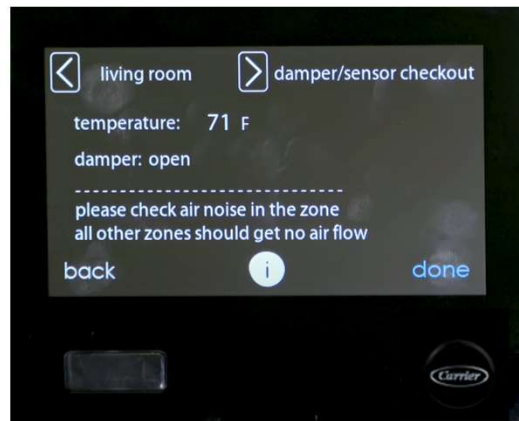 living room
damper/sensor checkout
temperature: 71 F
damper: open
please check air noise in the zone
all other zones should get no air flow
back
i
done
Carrier